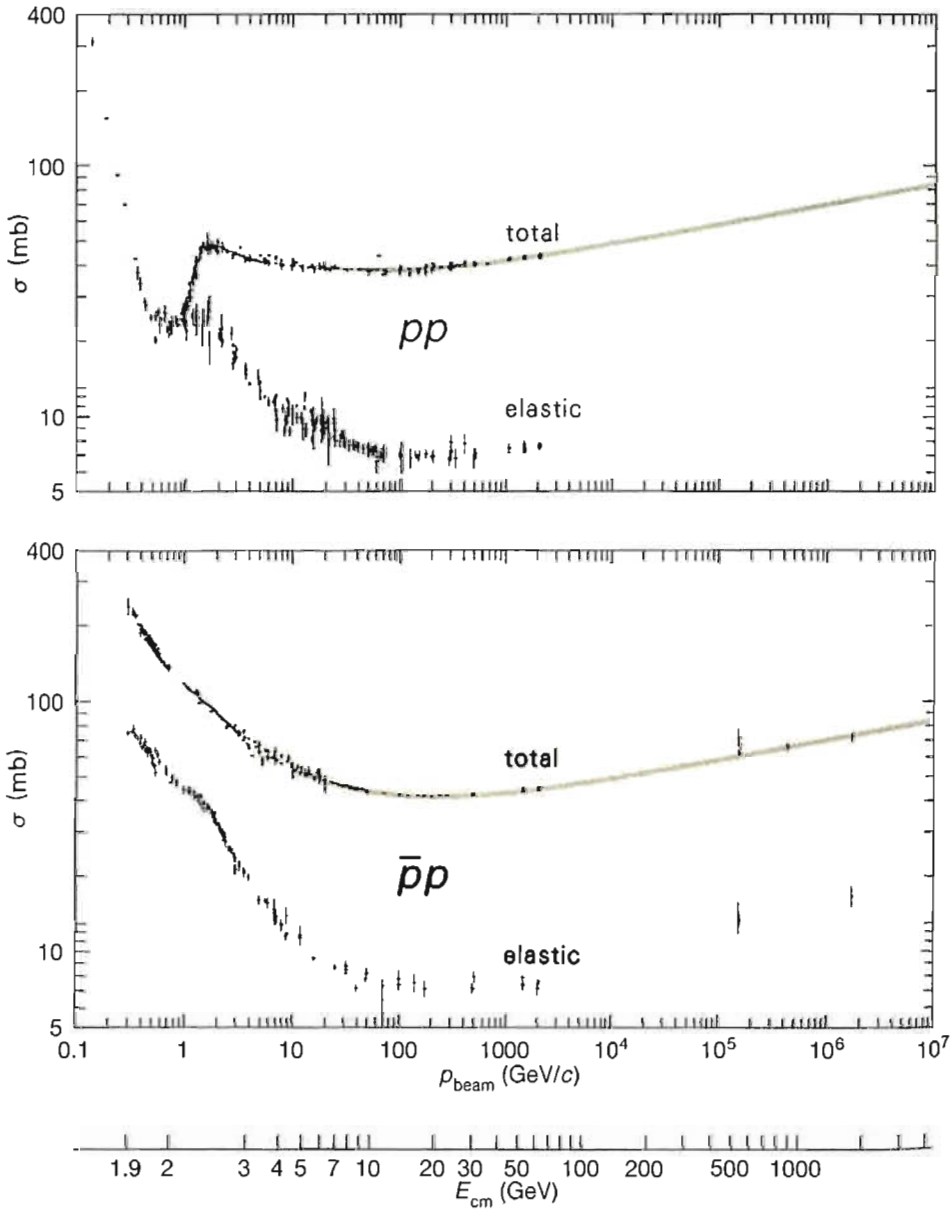 400
100
10
5
σ (mb)
total
pp
elastic
400
100
10
5
σ (mb)
total
p̄p
elastic
0.1 1 10 100 1000 10⁴ 10⁵ 10⁶ 10⁷
p_beam (GeV/c)
1.9 2 3 4 5 7 10 20 30 50 100 200 500 1000
E_cm (GeV)